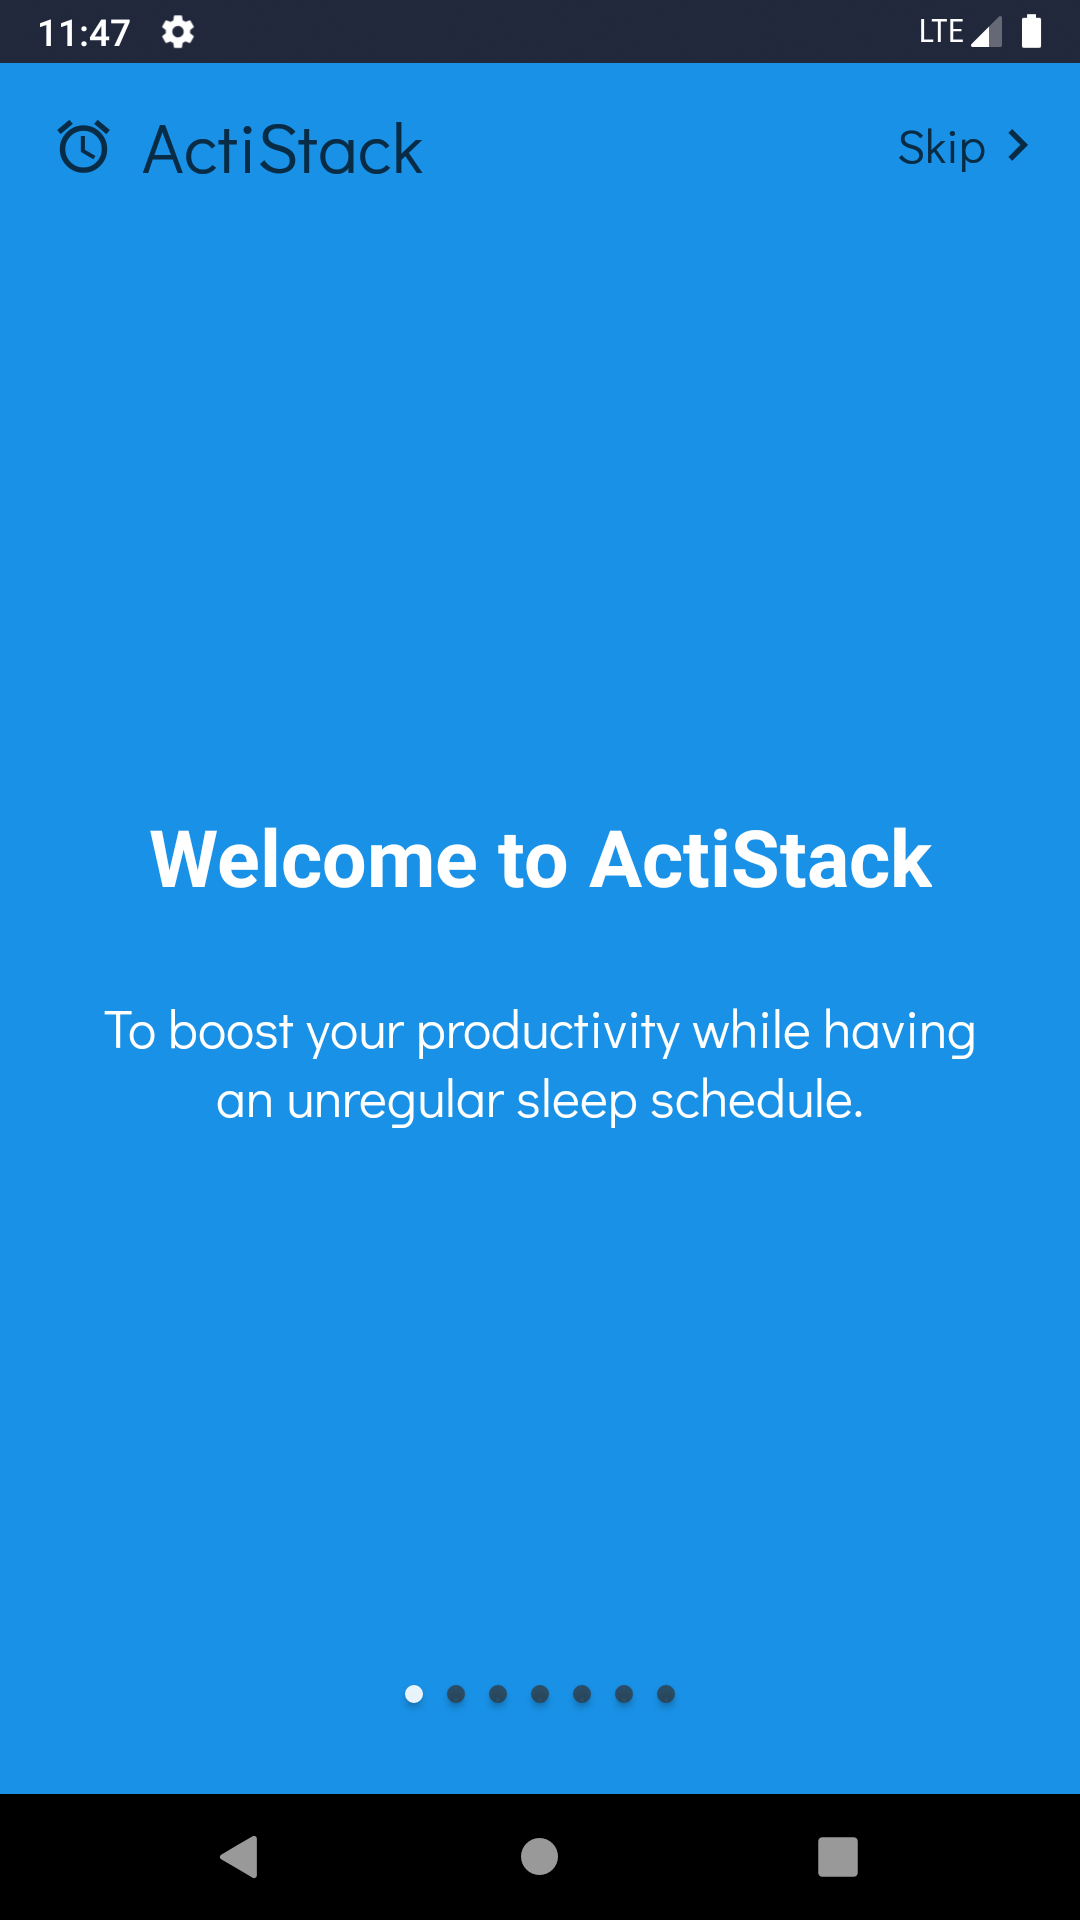 11:47
LTE
ActiStack
Skip
Welcome to ActiStack
To boost your productivity while having
an unregular sleep schedule.